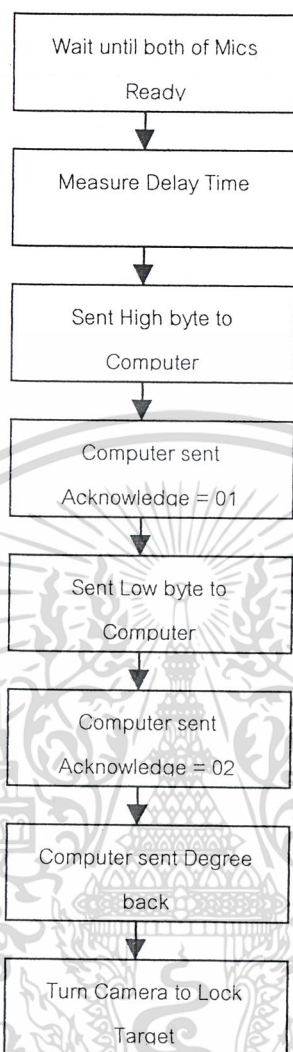 Wait until both of Mics
Ready
Measure Delay Time
Sent High byte to
Computer
Computer sent
Acknowledge = 01
Sent Low byte to
Computer
Computer sent
Acknowledge = 02
Computer sent Degree
back
Turn Camera to Lock
Target